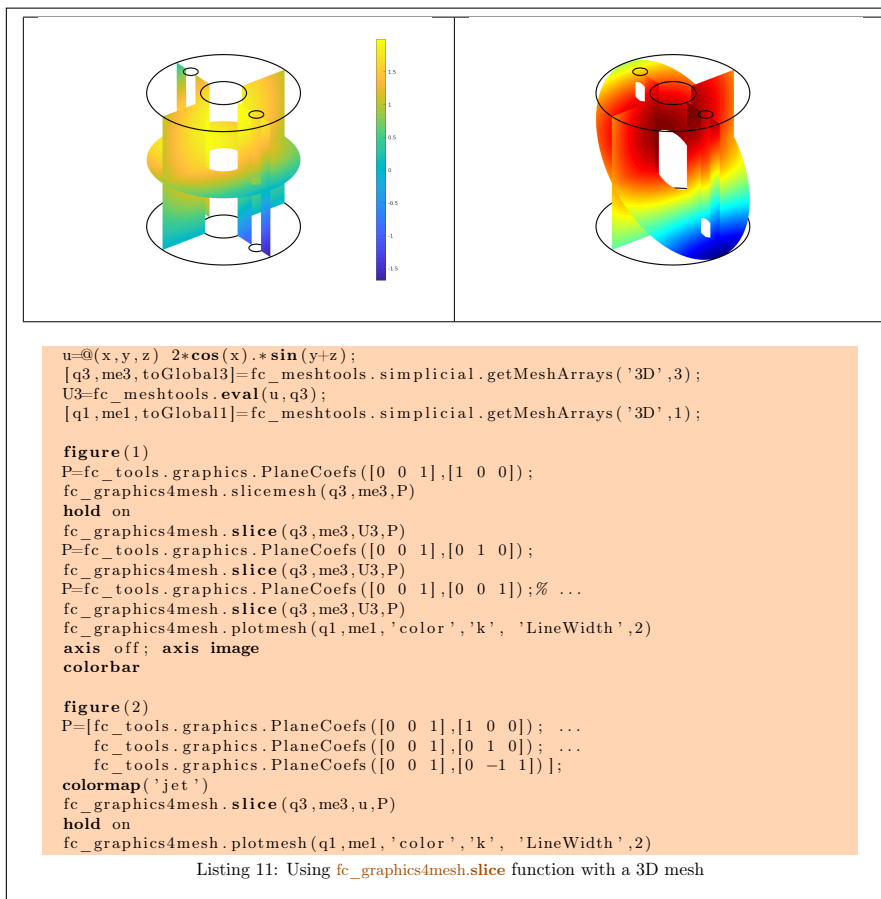 1.5
1
0.5
0
-0.5
-1
-1.5
u=@(x,y,z) 2*cos(x).*sin(y+z);
[q3,me3,toGlobal3]=fc_meshtools.simplicial.getMeshArrays('3D',3);
U3=fc_meshtools.eval(u,q3);
[q1,me1,toGlobal1]=fc_meshtools.simplicial.getMeshArrays('3D',1);
figure(1)
P=fc_tools.graphics.PlaneCoefs([0 0 1],[1 0 0]);
fc_graphics4mesh.slicemesh(q3,me3,P)
hold on
fc_graphics4mesh.slice(q3,me3,U3,P)
P=fc_tools.graphics.PlaneCoefs([0 0 1],[0 1 0]);
fc_graphics4mesh.slice(q3,me3,U3,P)
P=fc_tools.graphics.PlaneCoefs([0 0 1],[0 0 1]);% ...
fc_graphics4mesh.slice(q3,me3,U3,P)
fc_graphics4mesh.plotmesh(q1,me1,'color','k', 'LineWidth',2)
axis off; axis image
colorbar
figure(2)
P=[fc_tools.graphics.PlaneCoefs([0 0 1],[1 0 0]); ...
fc_tools.graphics.PlaneCoefs([0 0 1],[0 1 0]); ...
fc_tools.graphics.PlaneCoefs([0 0 1],[0 -1 1])];
colormap('jet')
fc_graphics4mesh.slice(q3,me3,u,P)
hold on
fc_graphics4mesh.plotmesh(q1,me1,'color','k', 'LineWidth',2)
Listing 11: Using fc_graphics4mesh.slice function with a 3D mesh